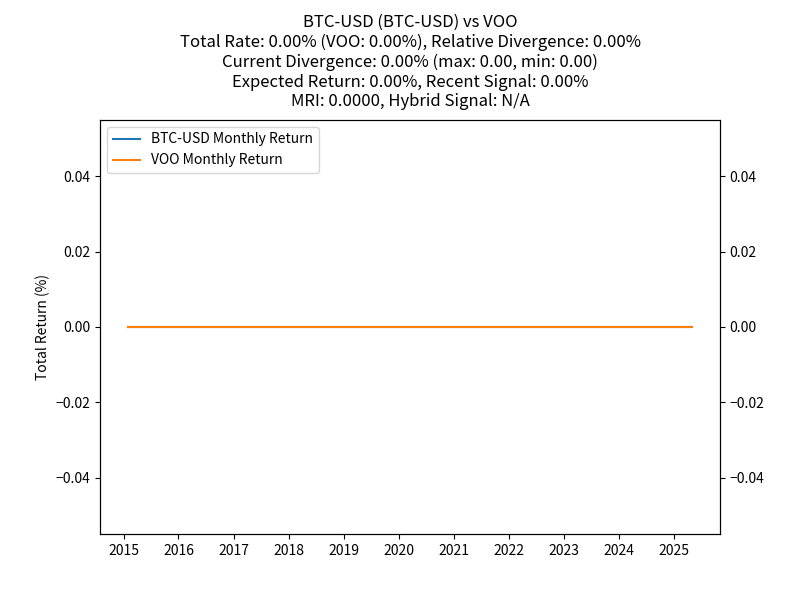 BTC-USD (BTC-USD) vs VOO
Total Rate: 0.00% (VOO: 0.00%), Relative Divergence: 0.00%
Current Divergence: 0.00% (max: 0.00, min: 0.00)
Expected Return: 0.00%, Recent Signal: 0.00%
MRI: 0.0000, Hybrid Signal: N/A
BTC-USD Monthly Return
VOO Monthly Return
Total Return (%)
0.04
0.02
0.00
−0.02
−0.04
0.04
0.02
0.00
−0.02
−0.04
2015 2016 2017 2018 2019 2020 2021 2022 2023 2024 2025